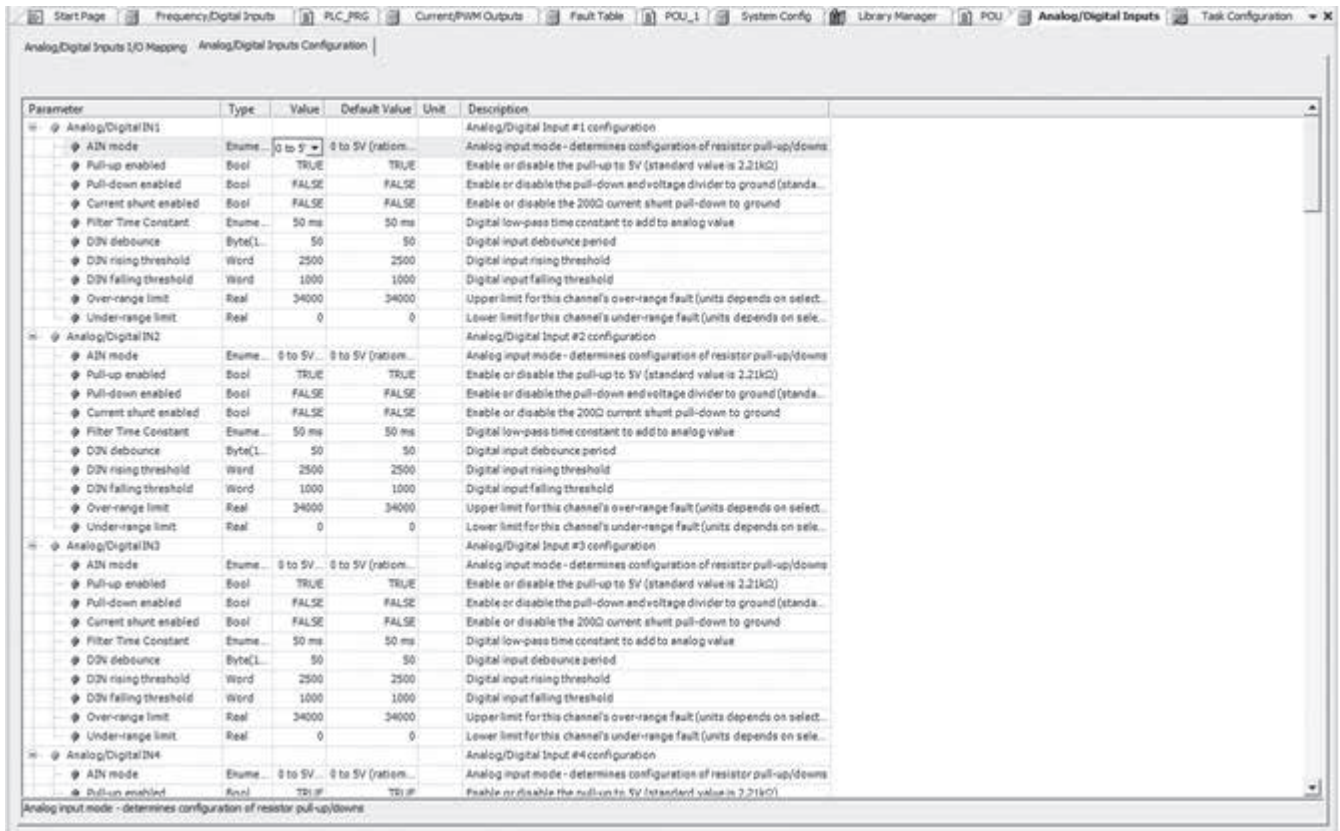 Start Page Frequency/Digital Inputs PLC_PRG Current/PWM Outputs Fault Table POU_1 System Config Library Manager POU Analog/Digital Inputs Task Configuration
Analog/Digital Inputs I/O Mapping Analog/Digital Inputs Configuration
Parameter Type Value Default Value Unit Description
Analog/Digital IN1 Analog/Digital Input #1 configuration
AIN mode Enume... 0 to 5 0 to 5V (ratiom... Analog input mode - determines configuration of resistor pull-up/downs
Pull-up enabled Bool TRUE TRUE Enable or disable the pull-up to 5V (standard value is 2.21kΩ)
Pull-down enabled Bool FALSE FALSE Enable or disable the pull-down and voltage divider to ground (standa...
Current shunt enabled Bool FALSE FALSE Enable or disable the 200Ω current shunt pull-down to ground
Filter Time Constant Enume... 50 ms 50 ms Digital low-pass time constant to add to analog value
DIN debounce Byte(1... 50 50 Digital input debounce period
DIN rising threshold Word 2500 2500 Digital input rising threshold
DIN falling threshold Word 1000 1000 Digital input falling threshold
Over-range limit Real 34000 34000 Upper limit for this channel's over-range fault (units depends on select...
Under-range limit Real 0 0 Lower limit for this channel's under-range fault (units depends on sele...
Analog/Digital IN2 Analog/Digital Input #2 configuration
AIN mode Enume... 0 to 5V... 0 to 5V (ratiom... Analog input mode - determines configuration of resistor pull-up/downs
Pull-up enabled Bool TRUE TRUE Enable or disable the pull-up to 5V (standard value is 2.21kΩ)
Pull-down enabled Bool FALSE FALSE Enable or disable the pull-down and voltage divider to ground (standa...
Current shunt enabled Bool FALSE FALSE Enable or disable the 200Ω current shunt pull-down to ground
Filter Time Constant Enume... 50 ms 50 ms Digital low-pass time constant to add to analog value
DIN debounce Byte(1... 50 50 Digital input debounce period
DIN rising threshold Word 2500 2500 Digital input rising threshold
DIN falling threshold Word 1000 1000 Digital input falling threshold
Over-range limit Real 34000 34000 Upper limit for this channel's over-range fault (units depends on select...
Under-range limit Real 0 0 Lower limit for this channel's under-range fault (units depends on sele...
Analog/Digital IN3 Analog/Digital Input #3 configuration
AIN mode Enume... 0 to 5V... 0 to 5V (ratiom... Analog input mode - determines configuration of resistor pull-up/downs
Pull-up enabled Bool TRUE TRUE Enable or disable the pull-up to 5V (standard value is 2.21kΩ)
Pull-down enabled Bool FALSE FALSE Enable or disable the pull-down and voltage divider to ground (standa...
Current shunt enabled Bool FALSE FALSE Enable or disable the 200Ω current shunt pull-down to ground
Filter Time Constant Enume... 50 ms 50 ms Digital low-pass time constant to add to analog value
DIN debounce Byte(1... 50 50 Digital input debounce period
DIN rising threshold Word 2500 2500 Digital input rising threshold
DIN falling threshold Word 1000 1000 Digital input falling threshold
Over-range limit Real 34000 34000 Upper limit for this channel's over-range fault (units depends on select...
Under-range limit Real 0 0 Lower limit for this channel's under-range fault (units depends on sele...
Analog/Digital IN4 Analog/Digital Input #4 configuration
AIN mode Enume... 0 to 5V... 0 to 5V (ratiom... Analog input mode - determines configuration of resistor pull-up/downs
Pull-up enabled Bool TRUE TRUE Enable or disable the pull-up to 5V (standard value is 2.21kΩ)
Analog input mode - determines configuration of resistor pull-up/downs